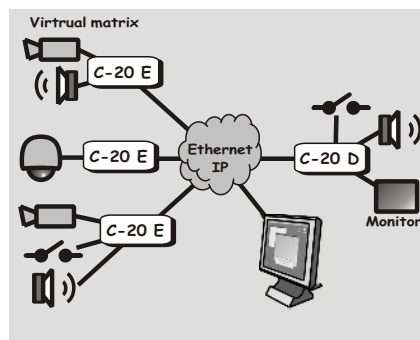 Virtrual matrix
C-20 E
C-20 E
Ethernet
IP
C-20 D
C-20 E
Monitor